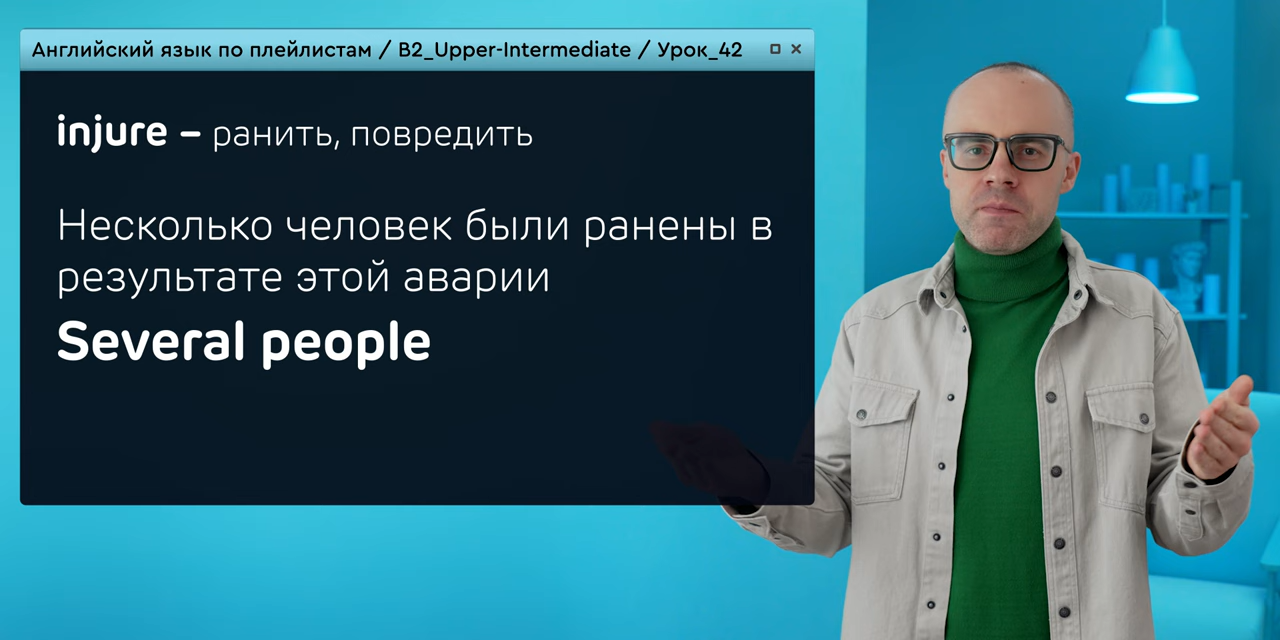 Английский язык по плейлистам / B2_Upper-Intermediate / Урок_42
injure – ранить, повредить
Несколько человек были ранены в
результате этой аварии
Several people